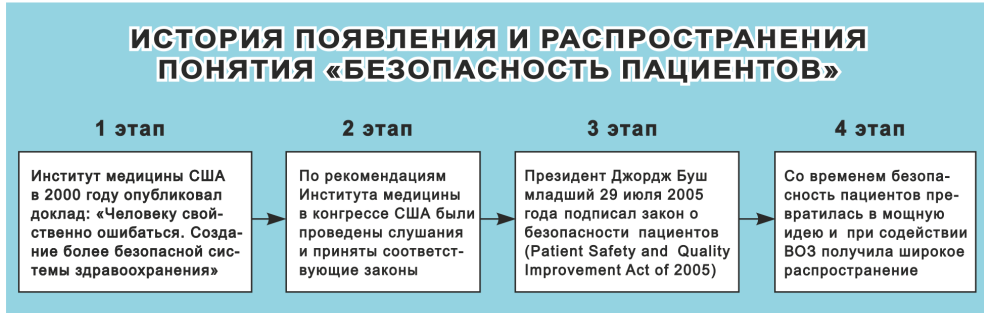 ИСТОРИЯ ПОЯВЛЕНИЯ И РАСПРОСТРАНЕНИЯ
ПОНЯТИЯ «БЕЗОПАСНОСТЬ ПАЦИЕНТОВ»
1 этап
Институт медицины США
в 2000 году опубликовал
доклад: «Человеку свой-
ственно ошибаться. Созда-
ние более безопасной сис-
темы здравоохранения»
2 этап
По рекомендациям
Института медицины
в конгрессе США были
проведены слушания
и приняты соответст-
вующие законы
3 этап
Президент Джордж Буш
младший 29 июля 2005
года подписал закон о
безопасности пациентов
(Patient Safety and Quality
Improvement Act of 2005)
4 этап
Со временем безопа-
сность пациентов пре-
вратилась в мощную
идею и при содействии
ВОЗ получила широкое
распространение